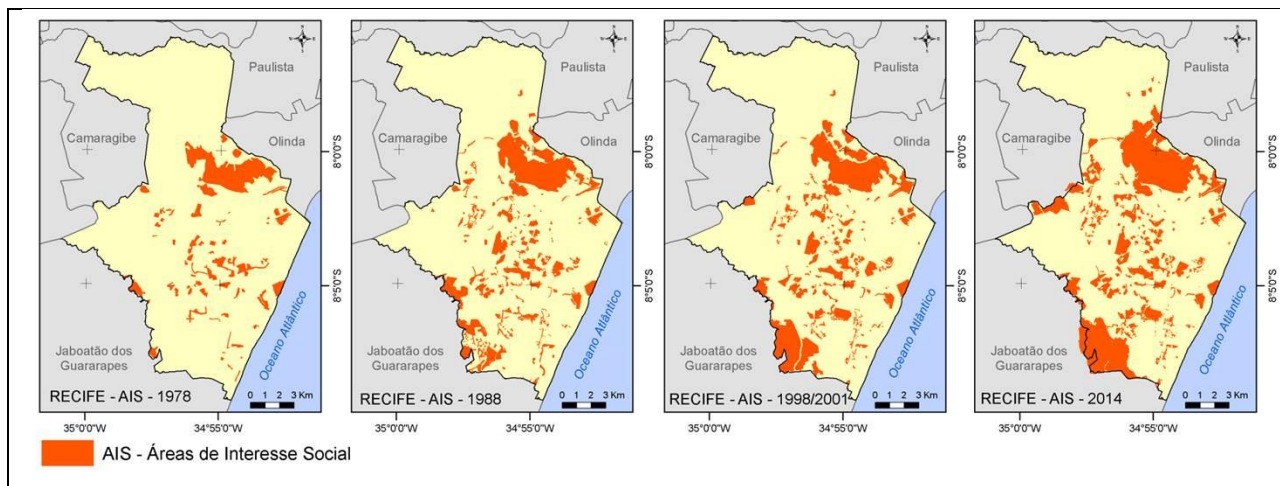 Paulista
Camaragibe
Olinda
8°0'0"S
8°5'0"S
Jaboatão dos
Guararapes
Oceano Atlântico
RECIFE - AIS - 1978
0 1 2 3 Km
35°0'0"W
34°55'0"W
Paulista
Camaragibe
Olinda
8°0'0"S
8°5'0"S
Jaboatão dos
Guararapes
Oceano Atlântico
RECIFE - AIS - 1988
0 1 2 3 Km
35°0'0"W
34°55'0"W
Paulista
Camaragibe
Olinda
8°0'0"S
8°5'0"S
Jaboatão dos
Guararapes
Oceano Atlântico
RECIFE - AIS - 1998/2001
0 1 2 3 Km
35°0'0"W
34°55'0"W
Paulista
Camaragibe
Olinda
8°0'0"S
8°5'0"S
Jaboatão dos
Guararapes
Oceano Atlântico
RECIFE - AIS - 2014
0 1 2 3 Km
35°0'0"W
34°55'0"W
AIS - Áreas de Interesse Social